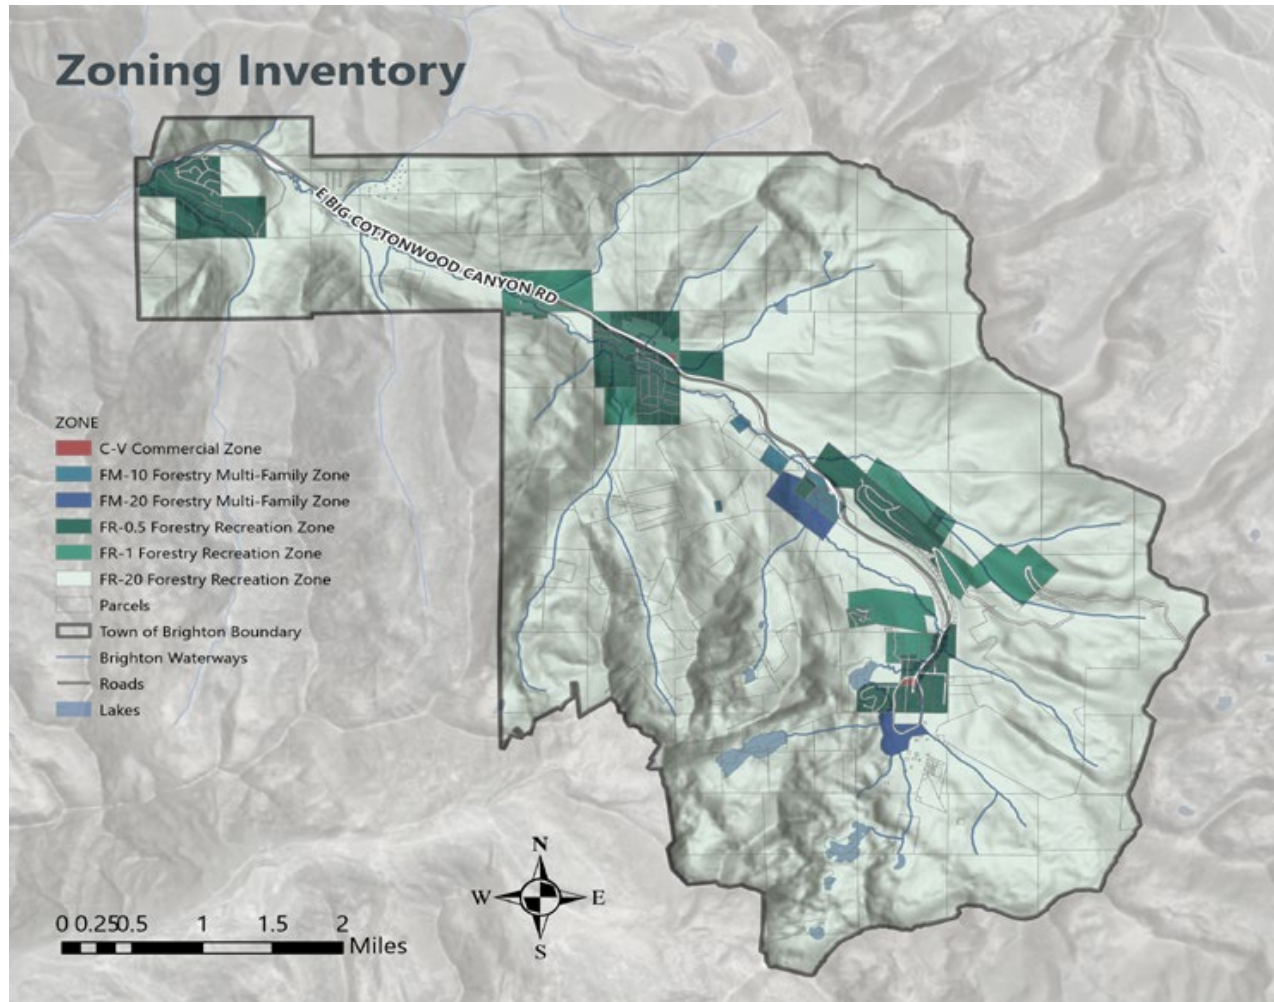 Zoning Inventory
E BIG COTTONWOOD CANYON RD
ZONE
C-V Commercial Zone
FM-10 Forestry Multi-Family Zone
FM-20 Forestry Multi-Family Zone
FR-0.5 Forestry Recreation Zone
FR-1 Forestry Recreation Zone
FR-20 Forestry Recreation Zone
Parcels
Town of Brighton Boundary
Brighton Waterways
Roads
Lakes
N
W E
S
0 0.25 0.5 1 1.5 2
Miles